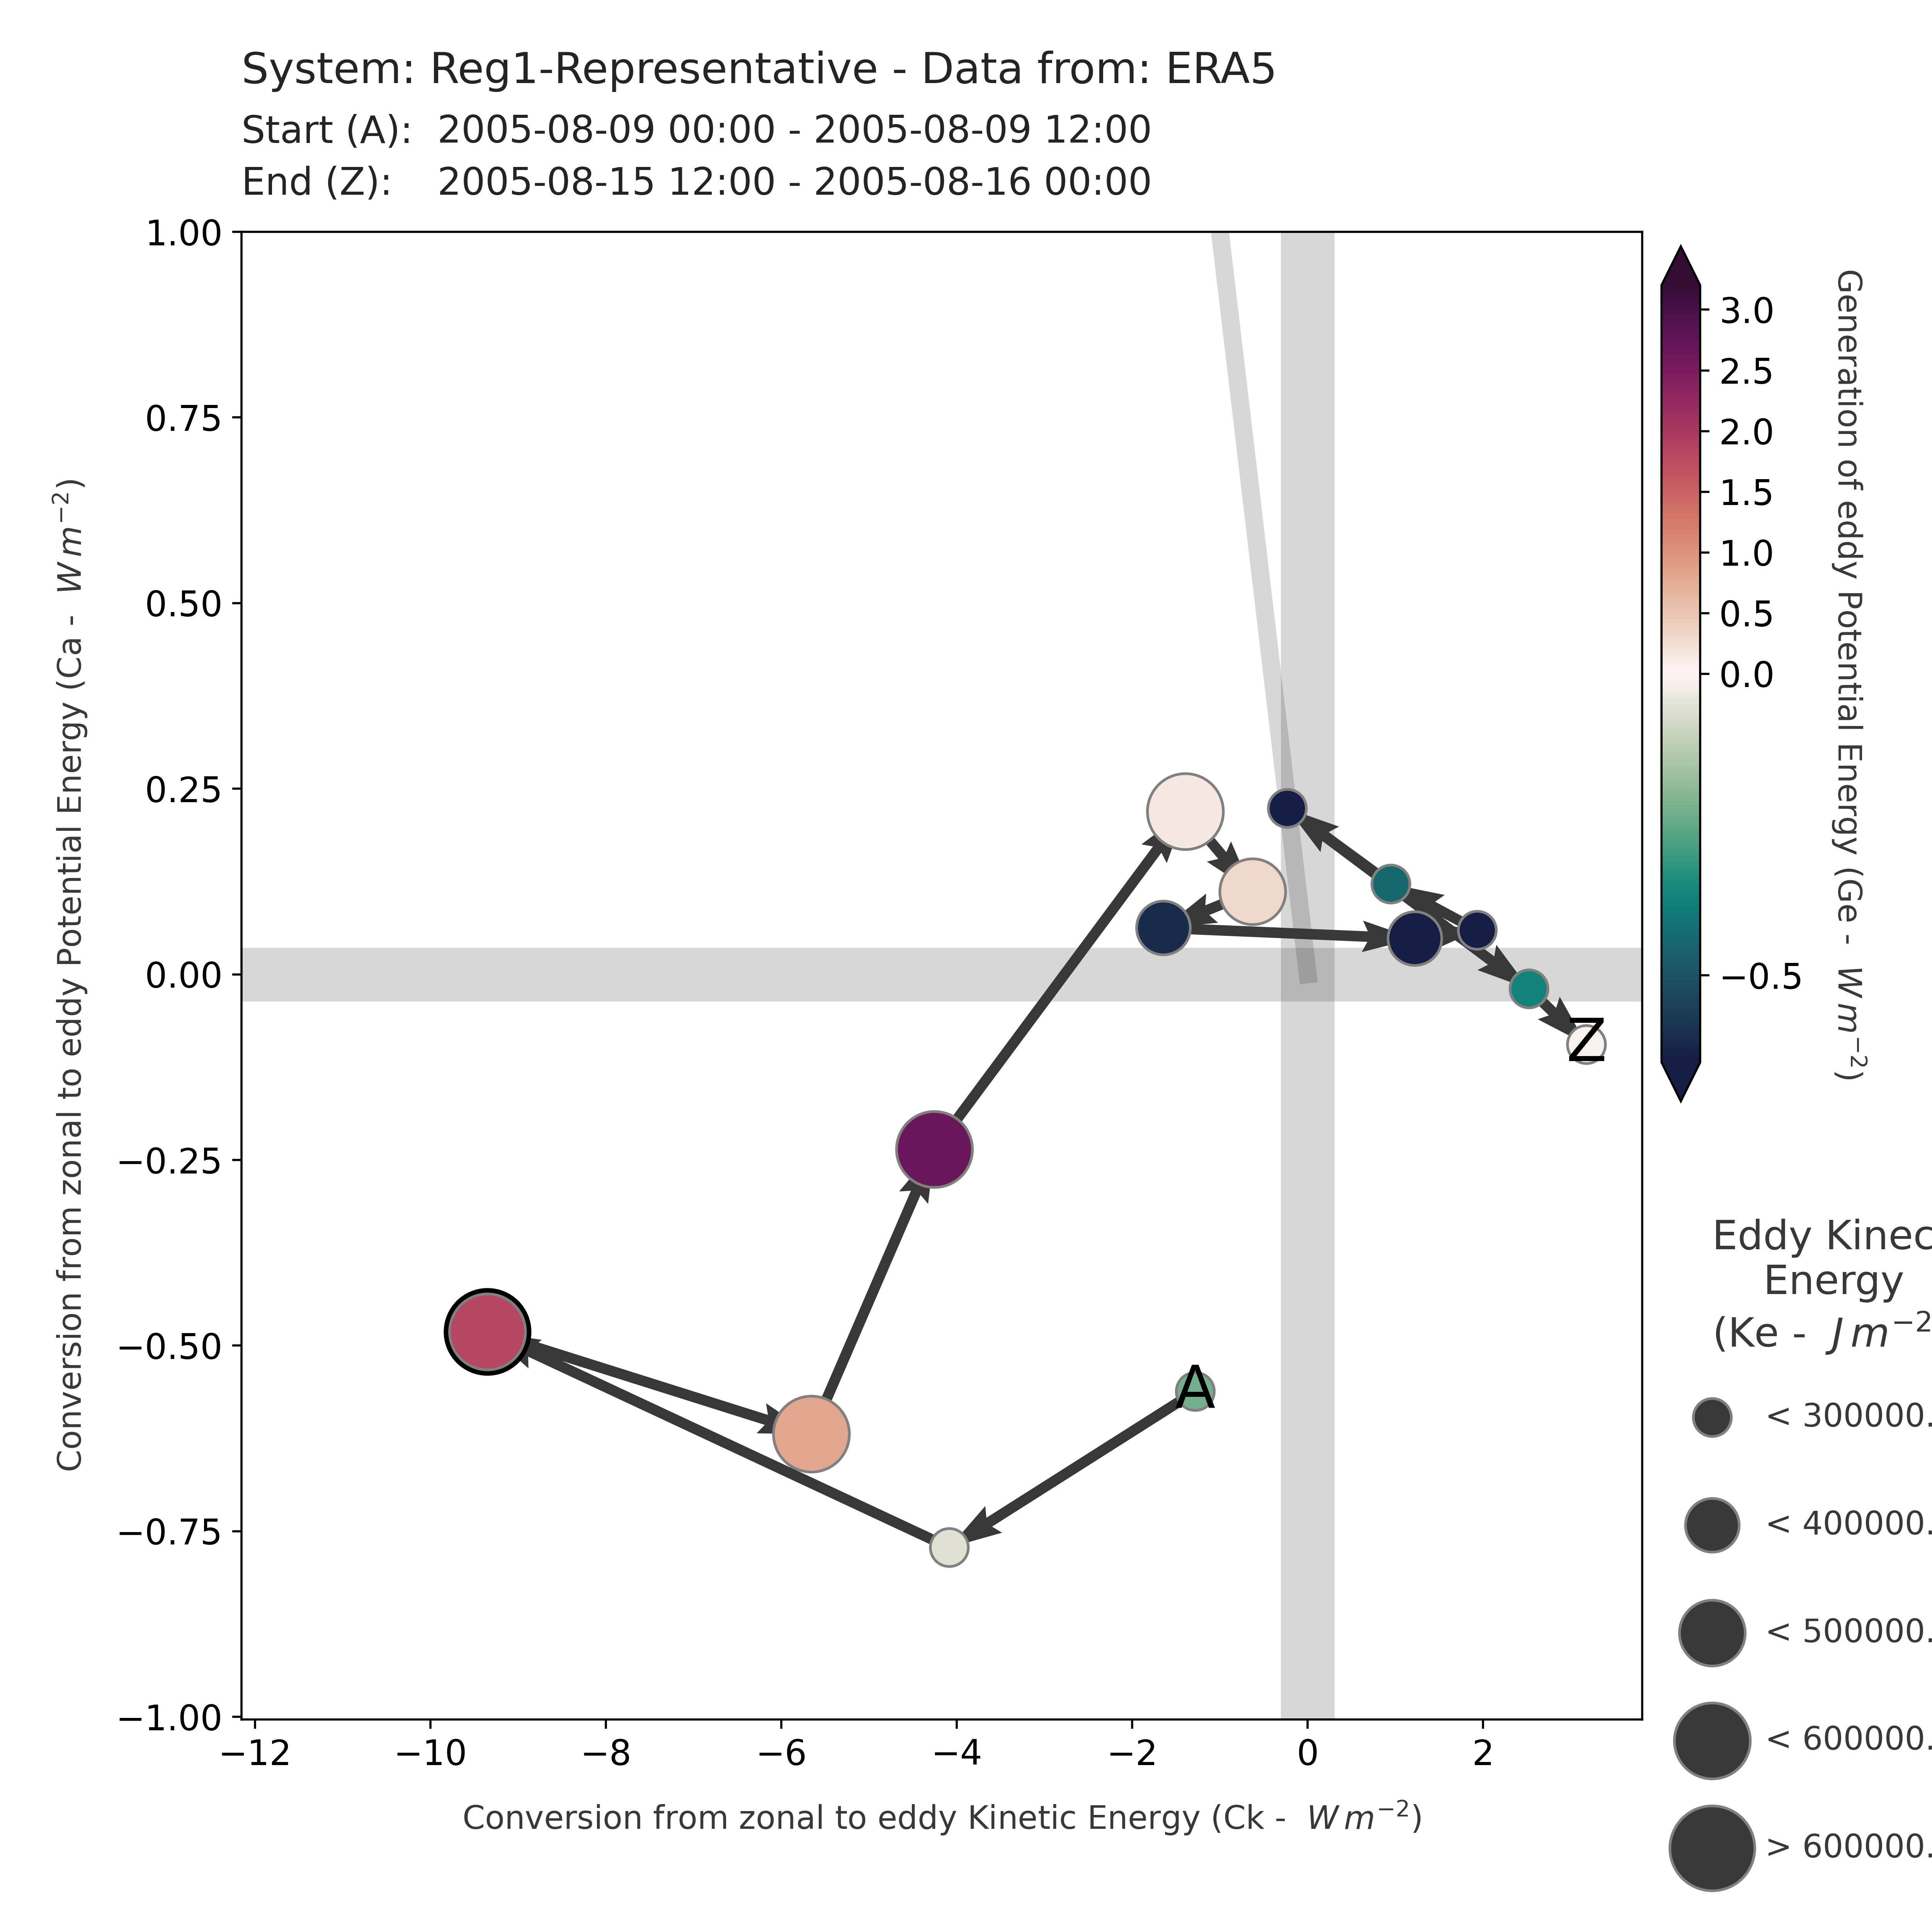 System: Reg1-Representative - Data from: ERA5
Start (A): 2005-08-09 00:00 - 2005-08-09 12:00
End (Z): 2005-08-15 12:00 - 2005-08-16 00:00
1.00
0.75
0.50
0.25
0.00
−0.25
−0.50
−0.75
−1.00
Conversion from zonal to eddy Potential Energy (Ca - W m⁻²)
A
Z
−12 −10 −8 −6 −4 −2 0 2
Conversion from zonal to eddy Kinetic Energy (Ck - W m⁻²)
3.0
2.5
2.0
1.5
1.0
0.5
0.0
−0.5
Generation of eddy Potential Energy (Ge - W m⁻²)
Eddy Kinec
Energy
(Ke - J m⁻²
< 300000.
< 400000.
< 500000.
< 600000.
> 600000.